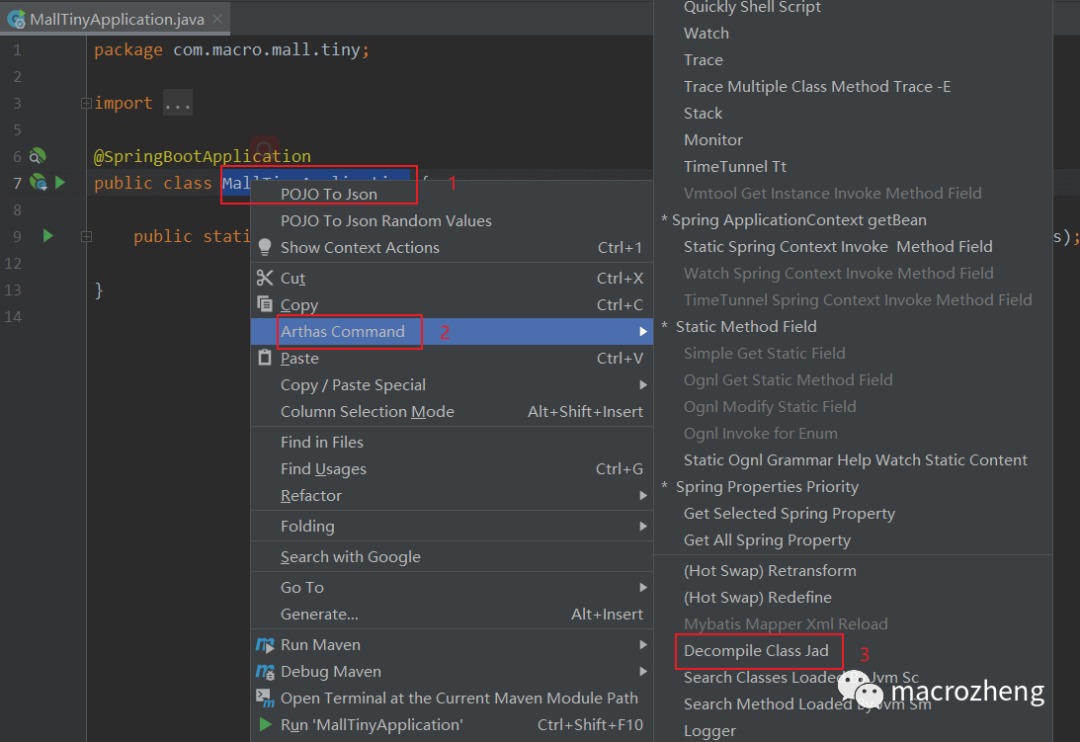 MallTinyApplication.java
1 package com.macro.mall.tiny;
2
3 import ...
5
6 @SpringBootApplication
7 public class
8
9 public stati
s);
12
13 }
14
1
POJO To Json
POJO To Json Random Values
Show Context Actions Ctrl+1
Cut Ctrl+X
Copy Ctrl+C
Arthas Command 2
Paste Ctrl+V
Copy / Paste Special
Column Selection Mode Alt+Shift+Insert
Find in Files
Find Usages Ctrl+G
Refactor
Folding
Search with Google
Go To
Generate... Alt+Insert
Run Maven
Debug Maven
Open Terminal at the Current Maven Module Path
Run 'MallTinyApplication' Ctrl+Shift+F10
Quickly Shell Script
Watch
Trace
Trace Multiple Class Method Trace -E
Stack
Monitor
TimeTunnel Tt
Vmtool Get Instance Invoke Method Field
* Spring ApplicationContext getBean
Static Spring Context Invoke Method Field
Watch Spring Context Invoke Method Field
TimeTunnel Spring Context Invoke Method Field
* Static Method Field
Simple Get Static Field
Ognl Get Static Method Field
Ognl Modify Static Field
Ognl Invoke for Enum
Static Ognl Grammar Help Watch Static Content
* Spring Properties Priority
Get Selected Spring Property
Get All Spring Property
(Hot Swap) Retransform
(Hot Swap) Redefine
Mybatis Mapper Xml Reload
Decompile Class Jad 3
Search Classes Loaded Jvm Sc
Search Method Loaded By Jvm Sm
Logger
macrozheng